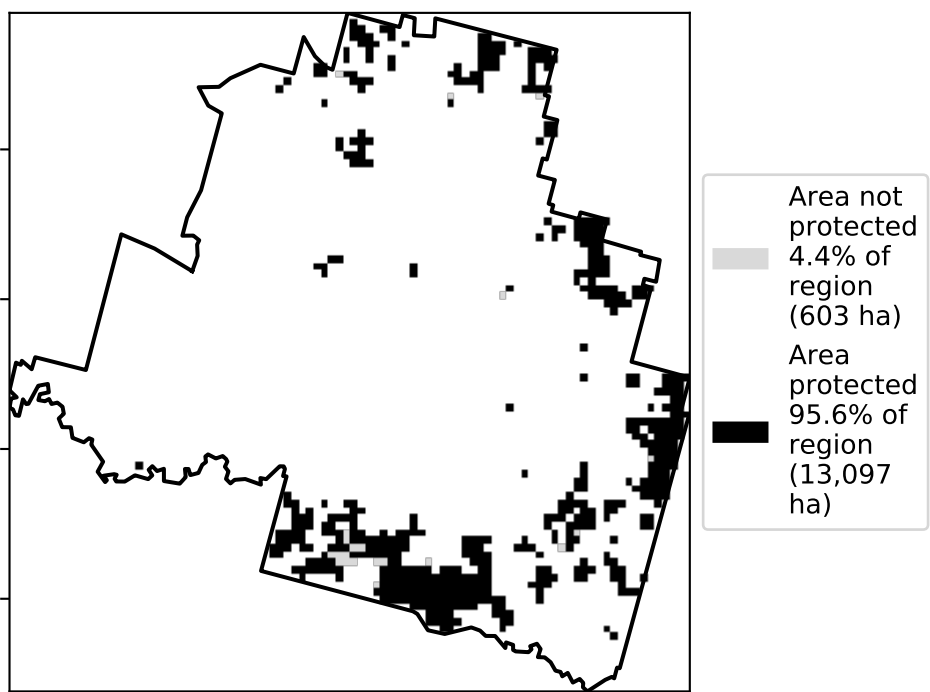 Area not
protected
4.4% of
region
(603 ha)
Area
protected
95.6% of
region
(13,097
ha)